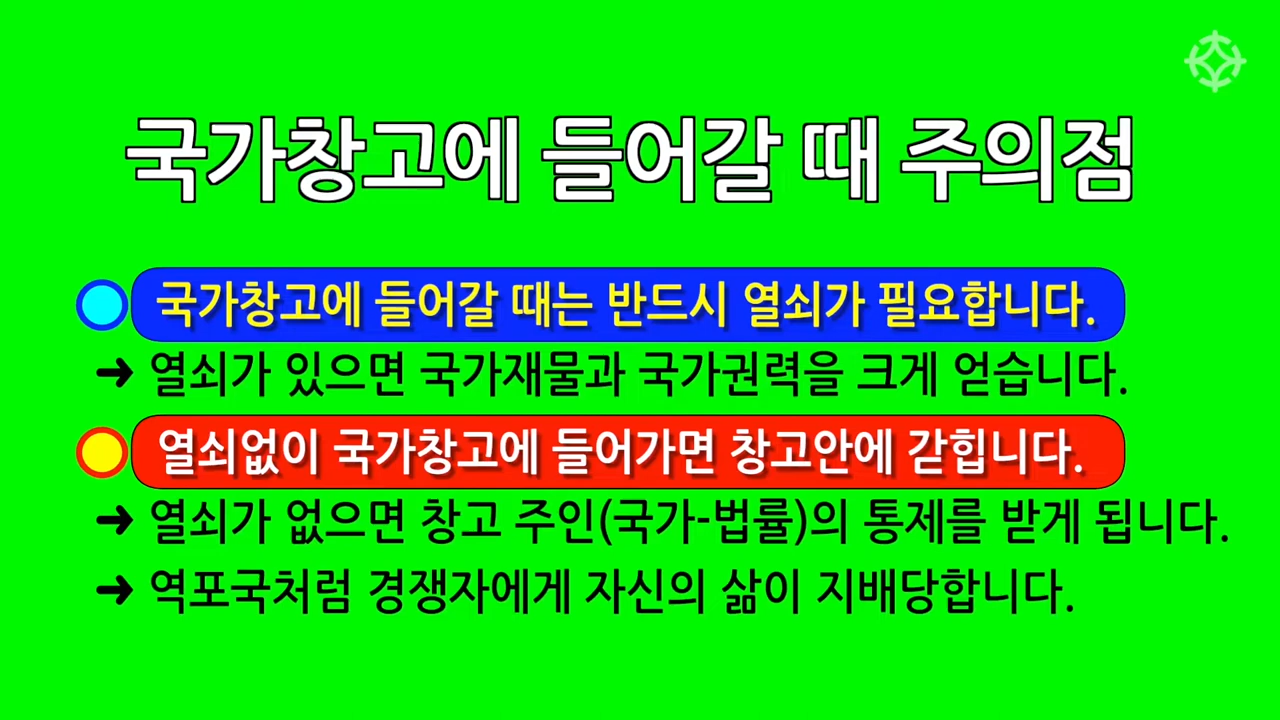 국가창고에 들어갈 때 주의점
국가창고에 들어갈 때는 반드시 열쇠가 필요합니다.
➜ 열쇠가 있으면 국가재물과 국가권력을 크게 얻습니다.
열쇠없이 국가창고에 들어가면 창고안에 갇힙니다.
➜ 열쇠가 없으면 창고 주인(국가-법률)의 통제를 받게 됩니다.
➜ 역포국처럼 경쟁자에게 자신의 삶이 지배당합니다.